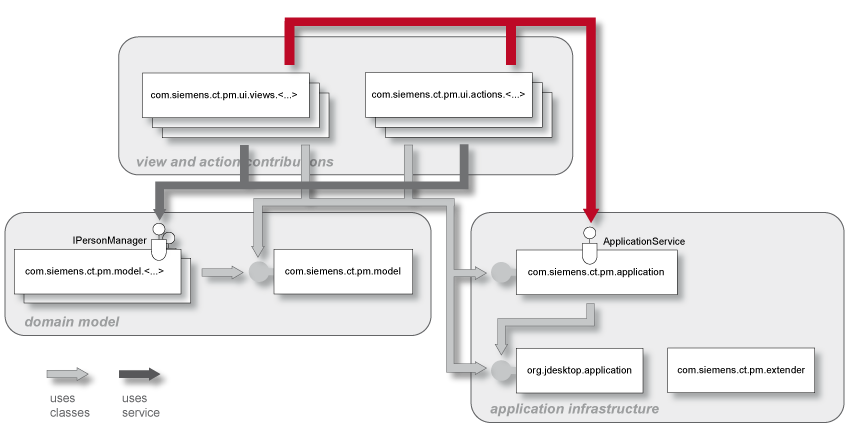 com.siemens.ct.pm.ui.views.<...>
com.siemens.ct.pm.ui.actions.<...>
view and action contributions
IPersonManager
com.siemens.ct.pm.model.<...>
com.siemens.ct.pm.model
domain model
ApplicationService
com.siemens.ct.pm.application
org.jdesktop.application
com.siemens.ct.pm.extender
application infrastructure
uses
classes
uses
service